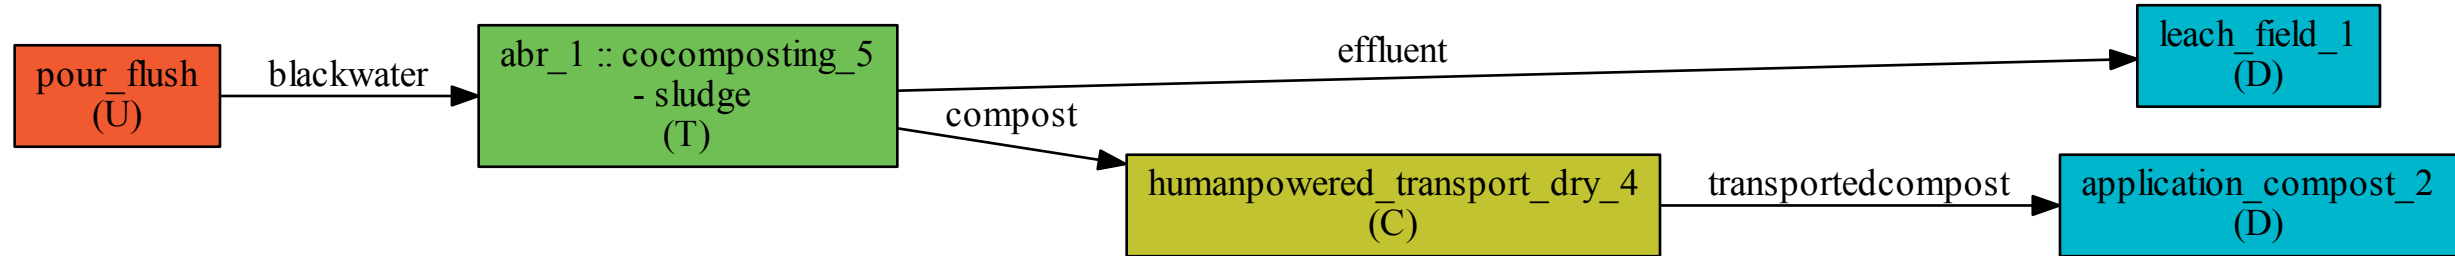 pour_flush
(U)
blackwater
abr_1 :: cocomposting_5
- sludge
(T)
effluent
compost
leach_field_1
(D)
humanpowered_transport_dry_4
(C)
transportedcompost
application_compost_2
(D)